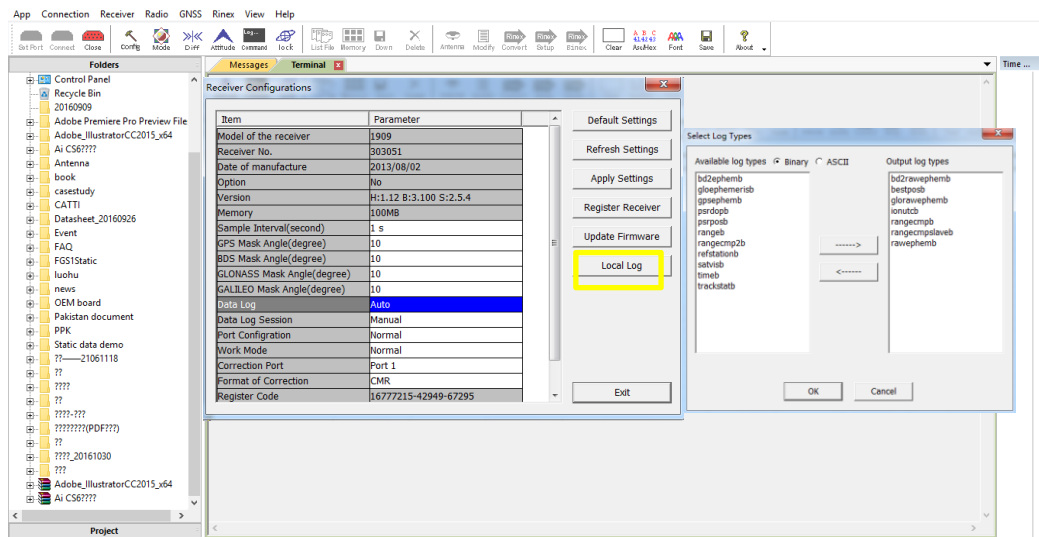 App Connection Receiver Radio GNSS Rinex View Help
Set Port Connect Close Config Mode Diff Attitude Command lock List File Memory Down Delete Antenna Modify Convert Setup Clear Asc/Hex Font Save About
Folders
Control Panel
Recycle Bin
20160909
Adobe Premiere Pro Preview File
Adobe_IllustratorCC2015_x64
Ai CS6????
Antenna
book
casestudy
CATTI
Datasheet_20160926
Event
FAQ
FGS1Static
luohu
news
OEM board
Pakistan document
PPK
Static data demo
??——21061118
??
????
??
????-???
????????(PDF???)
??
????_20161030
???
Adobe_IllustratorCC2015_x64
Ai CS6????
Project
Messages Terminal
Time ...
Receiver Configurations
Item Parameter
Model of the receiver 1909
Receiver No. 303051
Date of manufacture 2013/08/02
Option No
Version H:1.12 B:3.100 S:2.5.4
Memory 100MB
Sample Interval(second) 1 s
GPS Mask Angle(degree) 10
BDS Mask Angle(degree) 10
GLONASS Mask Angle(degree) 10
GALILEO Mask Angle(degree) 10
Data Log Auto
Data Log Session Manual
Port Configration Normal
Work Mode Normal
Correction Port Port 1
Format of Correction CMR
Register Code 16777215-42949-67295
Default Settings
Refresh Settings
Apply Settings
Register Receiver
Update Firmware
Local Log
Exit
Select Log Types
Available log types Binary ASCII Output log types
bd2ephemb
gloephemerisb
gpsephemb
psrdopb
psrposb
rangeb
rangecmp2b
refstationb
satvisb
timeb
trackstatb
------>
<------
bd2rawephemb
bestposb
glorawephemb
ionutcb
rangecmpb
rangecmpslaveb
rawephemb
OK Cancel